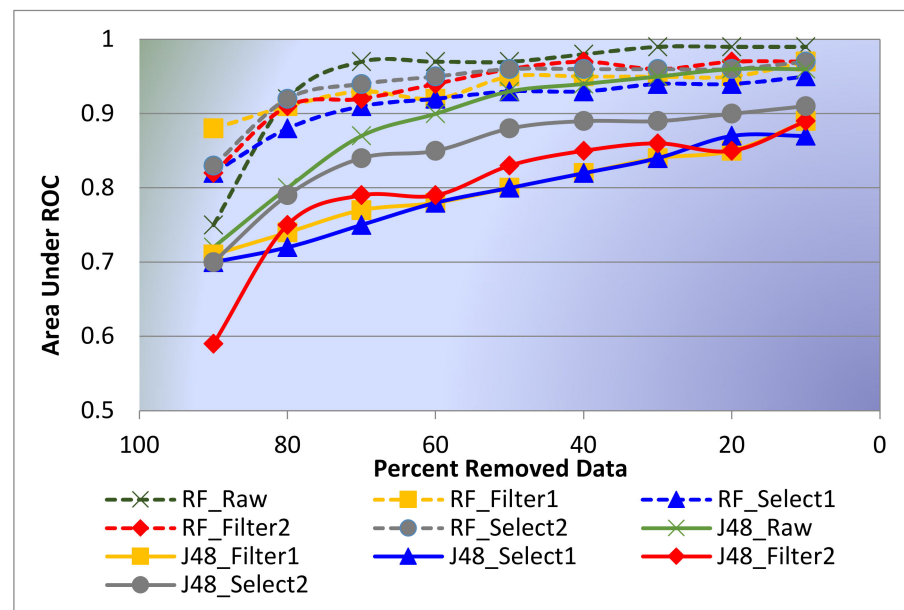 1
0.9
0.8
0.7
0.6
0.5
Area Under ROC
100 80 60 40 20 0
Percent Removed Data
RF_Raw RF_Filter1 RF_Select1
RF_Filter2 RF_Select2 J48_Raw
J48_Filter1 J48_Select1 J48_Filter2
J48_Select2